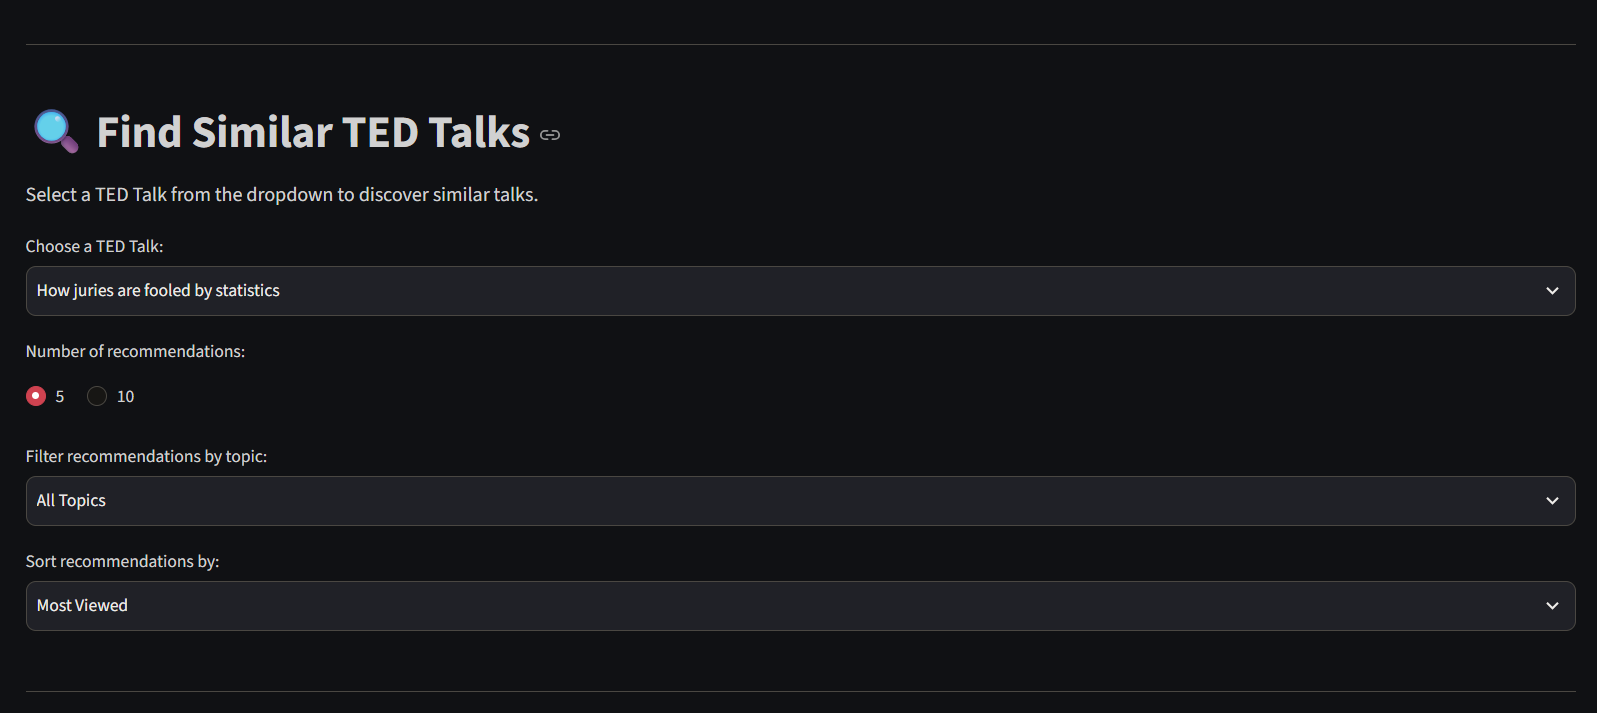 Find Similar TED Talks
Select a TED Talk from the dropdown to discover similar talks.
Choose a TED Talk:
How juries are fooled by statistics
Number of recommendations:
5 10
Filter recommendations by topic:
All Topics
Sort recommendations by:
Most Viewed